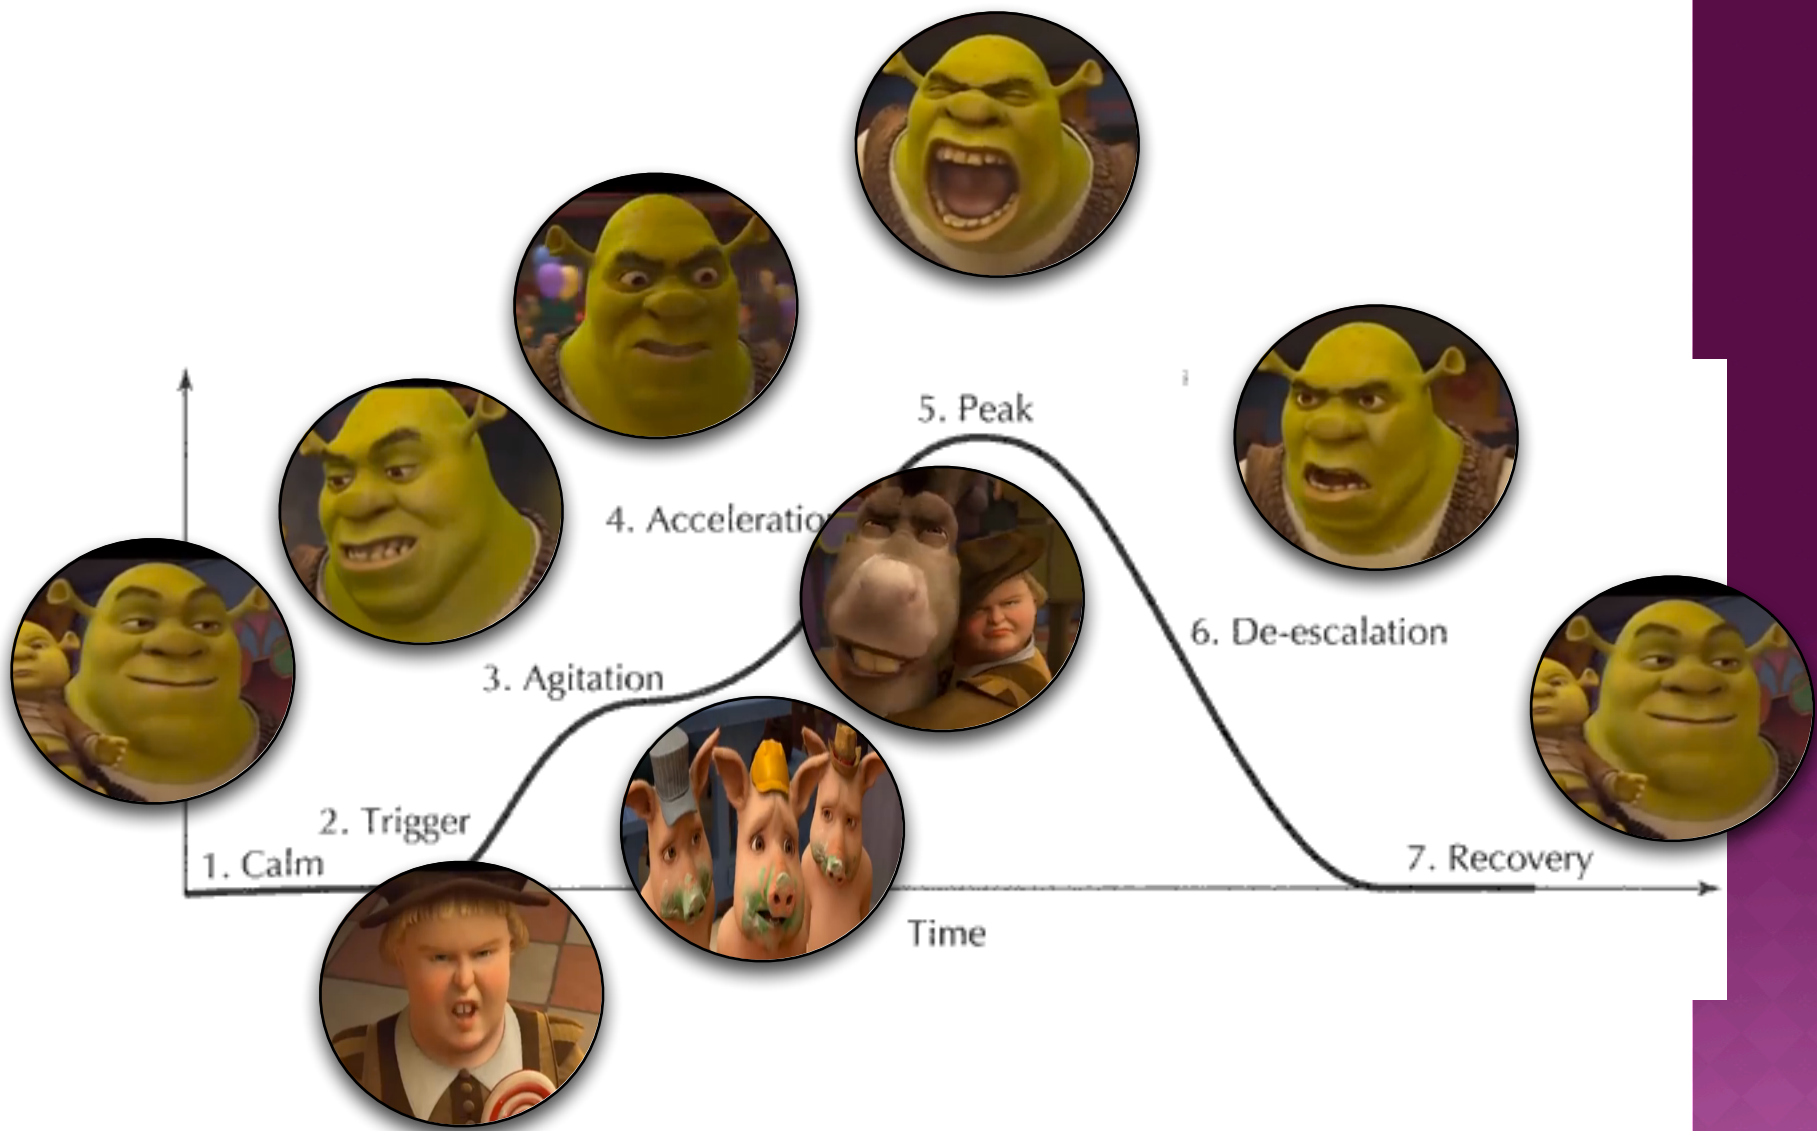 5. Peak
4. Acceleratio
6. De-escalation
3. Agitation
2. Trigger
1. Calm
7. Recovery
Time